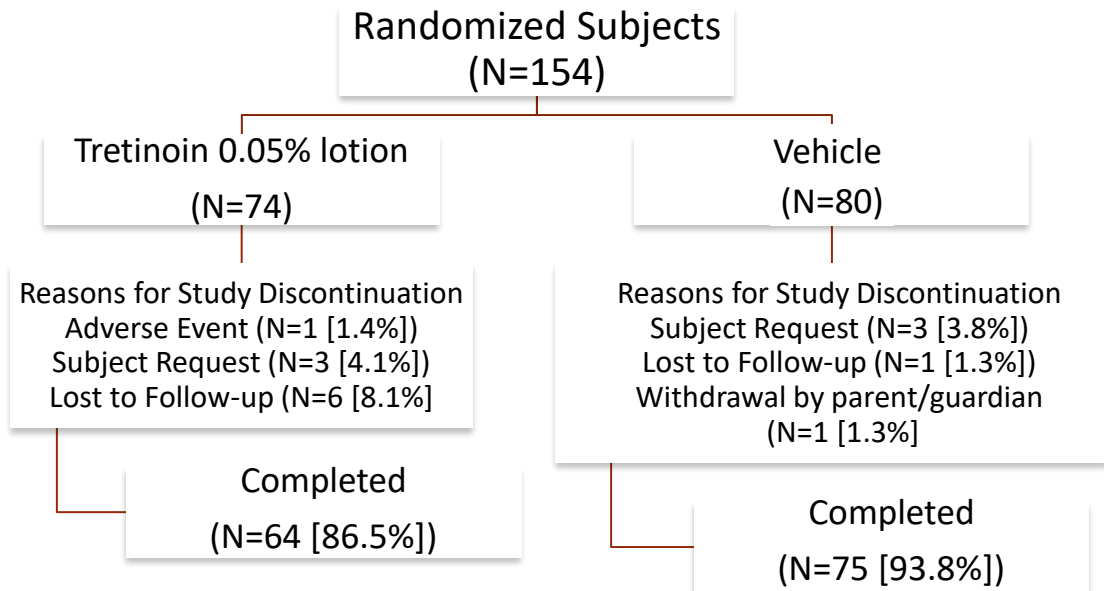 Randomized Subjects
(N=154)
Tretinoin 0.05% lotion
(N=74)
Vehicle
(N=80)
Reasons for Study Discontinuation
Adverse Event (N=1 [1.4%])
Subject Request (N=3 [4.1%])
Lost to Follow-up (N=6 [8.1%]
Reasons for Study Discontinuation
Subject Request (N=3 [3.8%])
Lost to Follow-up (N=1 [1.3%])
Withdrawal by parent/guardian
(N=1 [1.3%]
Completed
(N=64 [86.5%])
Completed
(N=75 [93.8%])